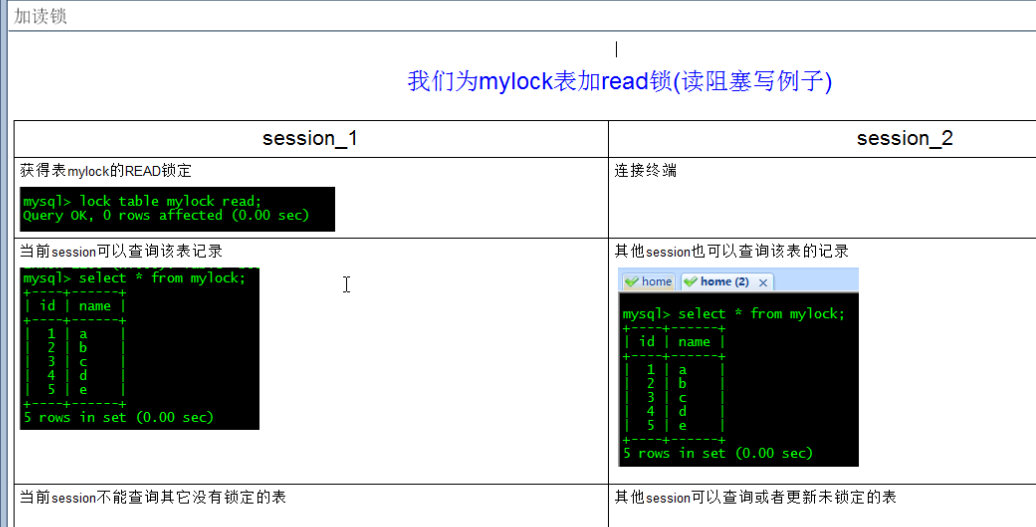 加读锁
我们为mylock表加read锁(读阻塞写例子)
session_1
session_2
获得表mylock的READ锁定
mysql> lock table mylock read;
Query OK, 0 rows affected (0.00 sec)
连接终端
当前session可以查询该表记录
mysql> select * from mylock;
+----+------+
| id | name |
+----+------+
| 1 | a |
| 2 | b |
| 3 | c |
| 4 | d |
| 5 | e |
+----+------+
5 rows in set (0.00 sec)
其他session也可以查询该表的记录
home
home (2)
mysql> select * from mylock;
+----+------+
| id | name |
+----+------+
| 1 | a |
| 2 | b |
| 3 | c |
| 4 | d |
| 5 | e |
+----+------+
5 rows in set (0.00 sec)
当前session不能查询其它没有锁定的表
其他session可以查询或者更新未锁定的表